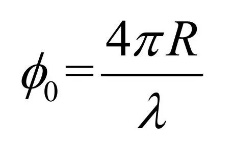 ϕ₀ = 4πR / λ